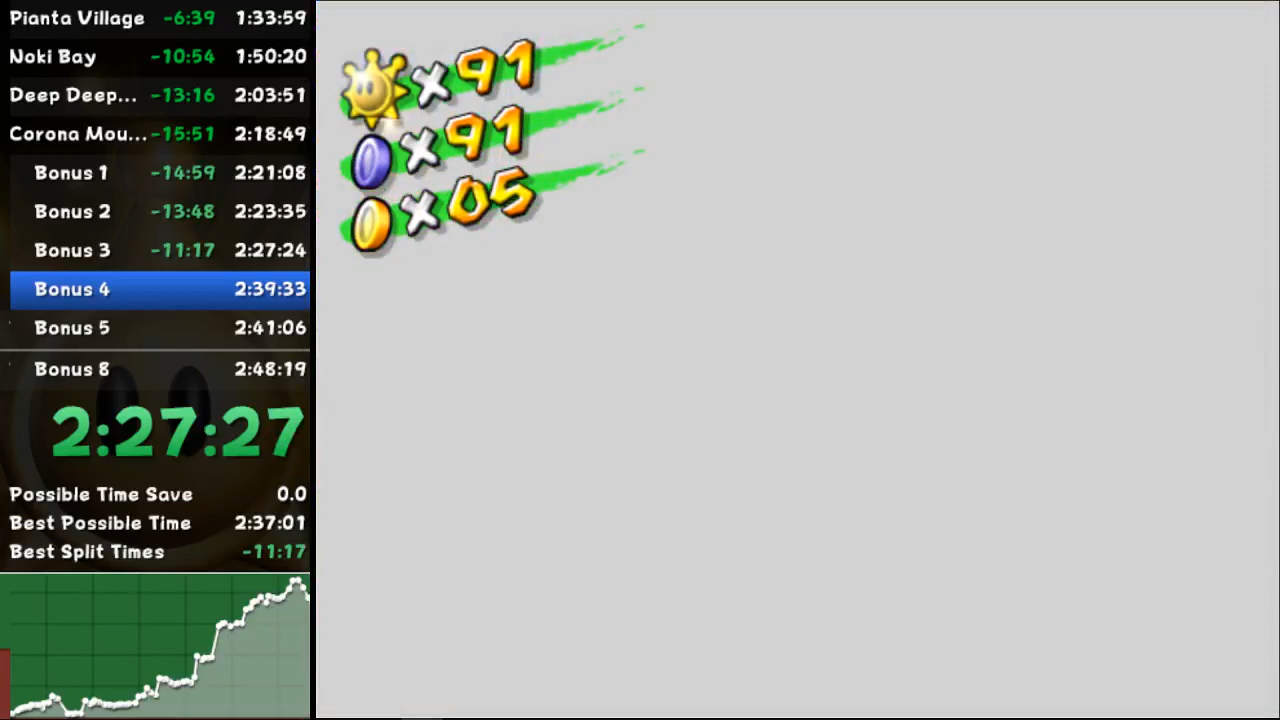 Pianta Village -6:39 1:33:59
Noki Bay -10:54 1:50:20
Deep Deep... -13:16 2:03:51
Corona Mou... -15:51 2:18:49
Bonus 1 -14:59 2:21:08
Bonus 2 -13:48 2:23:35
Bonus 3 -11:17 2:27:24
Bonus 4 2:39:33
Bonus 5 2:41:06
Bonus 8 2:48:19
2:27:27
Possible Time Save 0.0
Best Possible Time 2:37:01
Best Split Times -11:17
×91
×91
×05